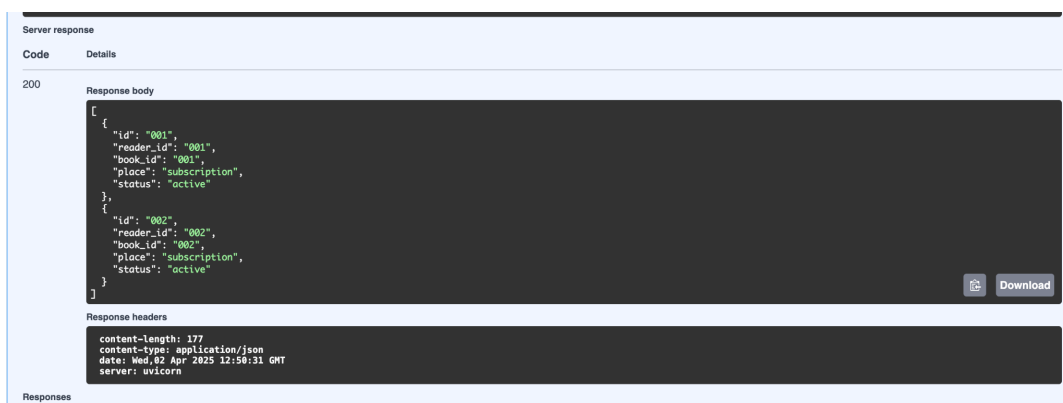 Server response
Code Details
200
Response body
[
  {
    "id": "001",
    "reader_id": "001",
    "book_id": "001",
    "place": "subscription",
    "status": "active"
  },
  {
    "id": "002",
    "reader_id": "002",
    "book_id": "002",
    "place": "subscription",
    "status": "active"
  }
]
Download
Response headers
content-length: 177
content-type: application/json
date: Wed,02 Apr 2025 12:50:31 GMT
server: uvicorn
Responses